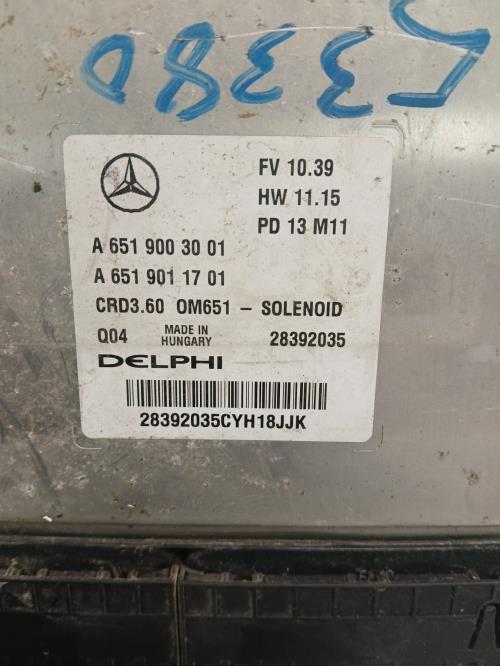 FV 10.39
HW 11.15
PD 13 M11
A 651 900 30 01
A 651 901 17 01
CRD3.60 OM651 – SOLENOID
Q04 MADE IN HUNGARY 28392035
DELPHI
28392035CYH18JJK